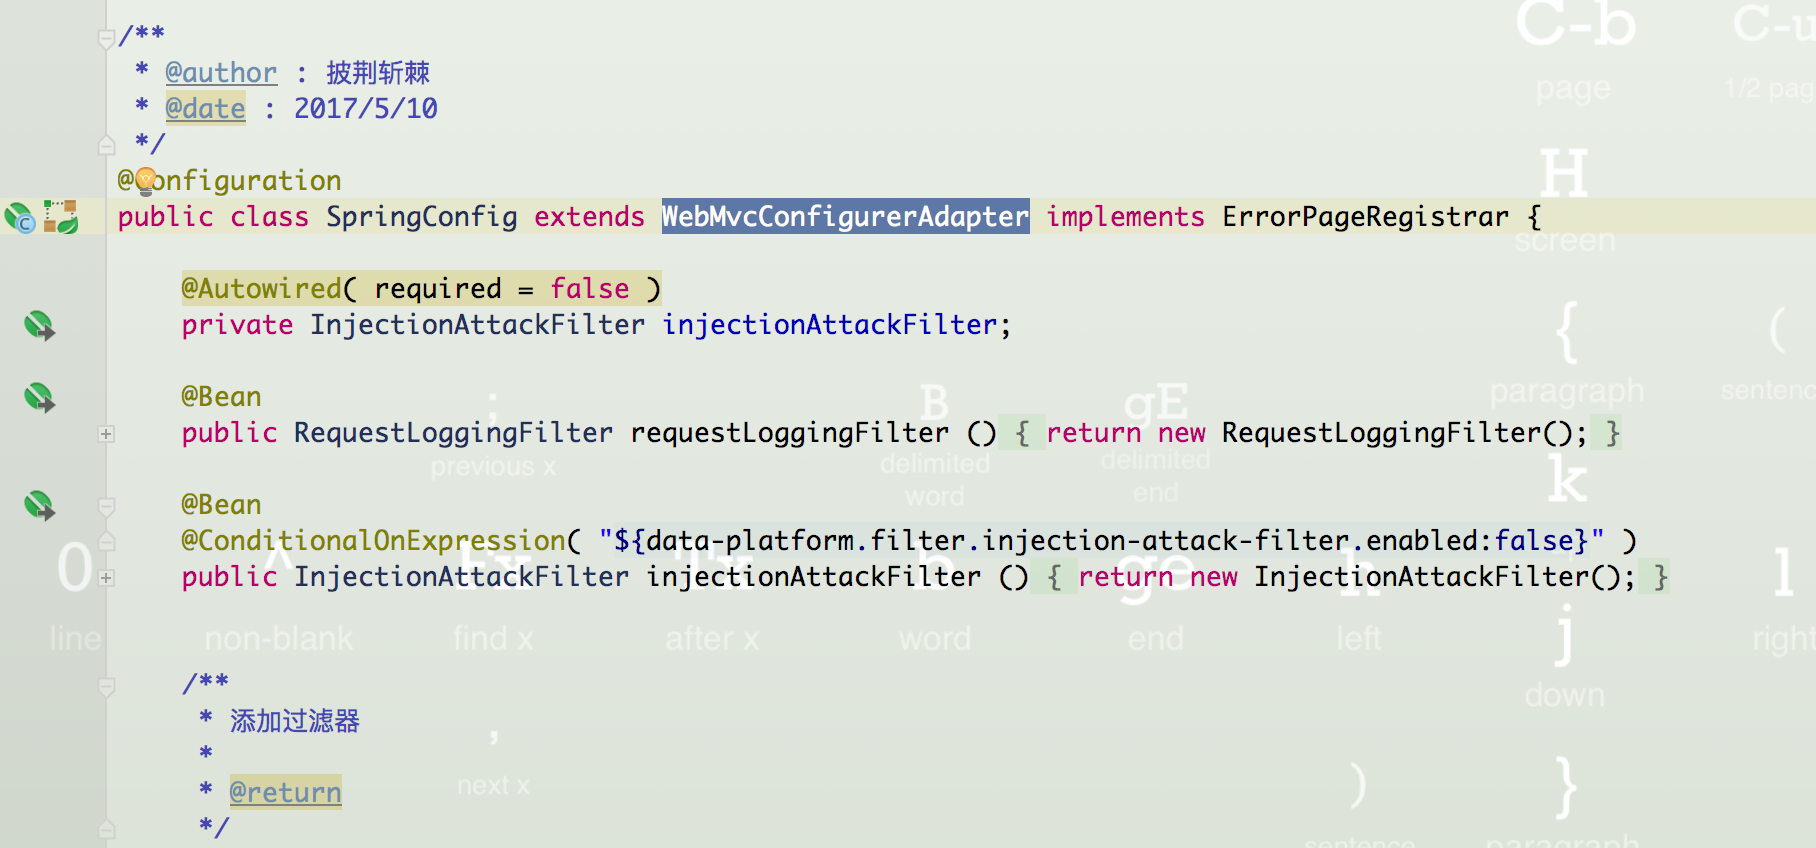 /**
 * @author : 披荆斩棘
 * @date : 2017/5/10
 */
@Configuration
public class SpringConfig extends WebMvcConfigurerAdapter implements ErrorPageRegistrar {
@Autowired( required = false )
private InjectionAttackFilter injectionAttackFilter;
@Bean
public RequestLoggingFilter requestLoggingFilter () { return new RequestLoggingFilter(); }
@Bean
@ConditionalOnExpression( "${data-platform.filter.injection-attack-filter.enabled:false}" )
public InjectionAttackFilter injectionAttackFilter () { return new InjectionAttackFilter(); }
/**
 * 添加过滤器
 *
 * @return
 */
C-b
page
C-u
1/2 pag
H
screen
{
paragraph
(
sentenc
;
previous x
B
delimited
word
gE
delimited
end
k
0
line
^
non-blank
Fx
find x
Tx
after x
b
word
ge
end
h
left
j
down
l
right
,
next x
)
sentence
}
paragraph